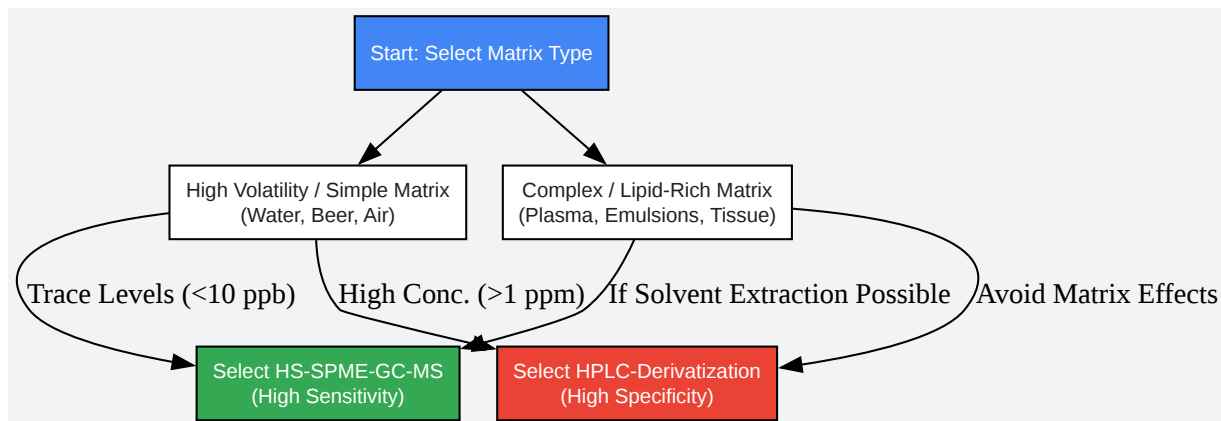 Start: Select Matrix Type
High Volatility / Simple Matrix
(Water, Beer, Air)
Complex / Lipid-Rich Matrix
(Plasma, Emulsions, Tissue)
Trace Levels (<10 ppb)
High Conc. (>1 ppm)
If Solvent Extraction Possible
Avoid Matrix Effects
Select HS-SPME-GC-MS
(High Sensitivity)
Select HPLC-Derivatization
(High Specificity)